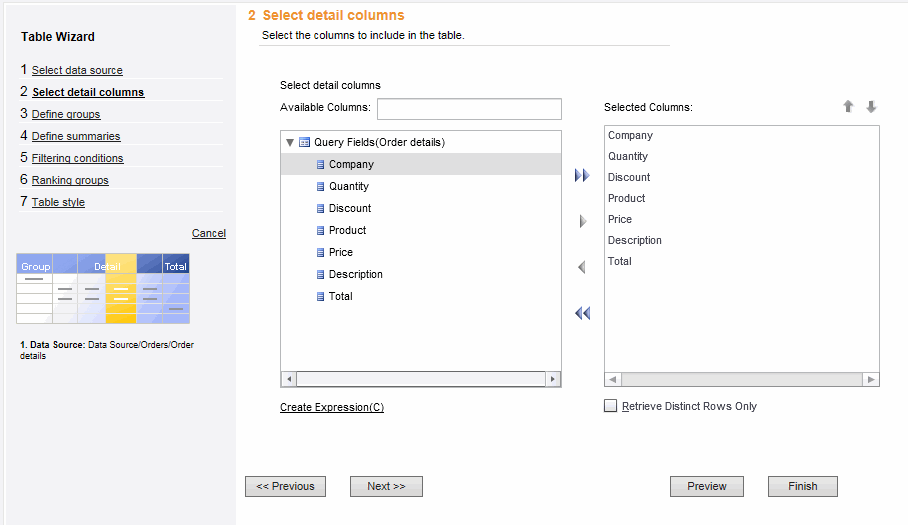 Table Wizard
1 Select data source
2 Select detail columns
3 Define groups
4 Define summaries
5 Filtering conditions
6 Ranking groups
7 Table style
Cancel
Group Detail Total
1. Data Source: Data Source/Orders/Order
details
2 Select detail columns
Select the columns to include in the table.
Select detail columns
Available Columns:
Query Fields(Order details)
Company
Quantity
Discount
Product
Price
Description
Total
Create Expression(C)
Selected Columns:
Company
Quantity
Discount
Product
Price
Description
Total
Retrieve Distinct Rows Only
<< Previous
Next >>
Preview
Finish